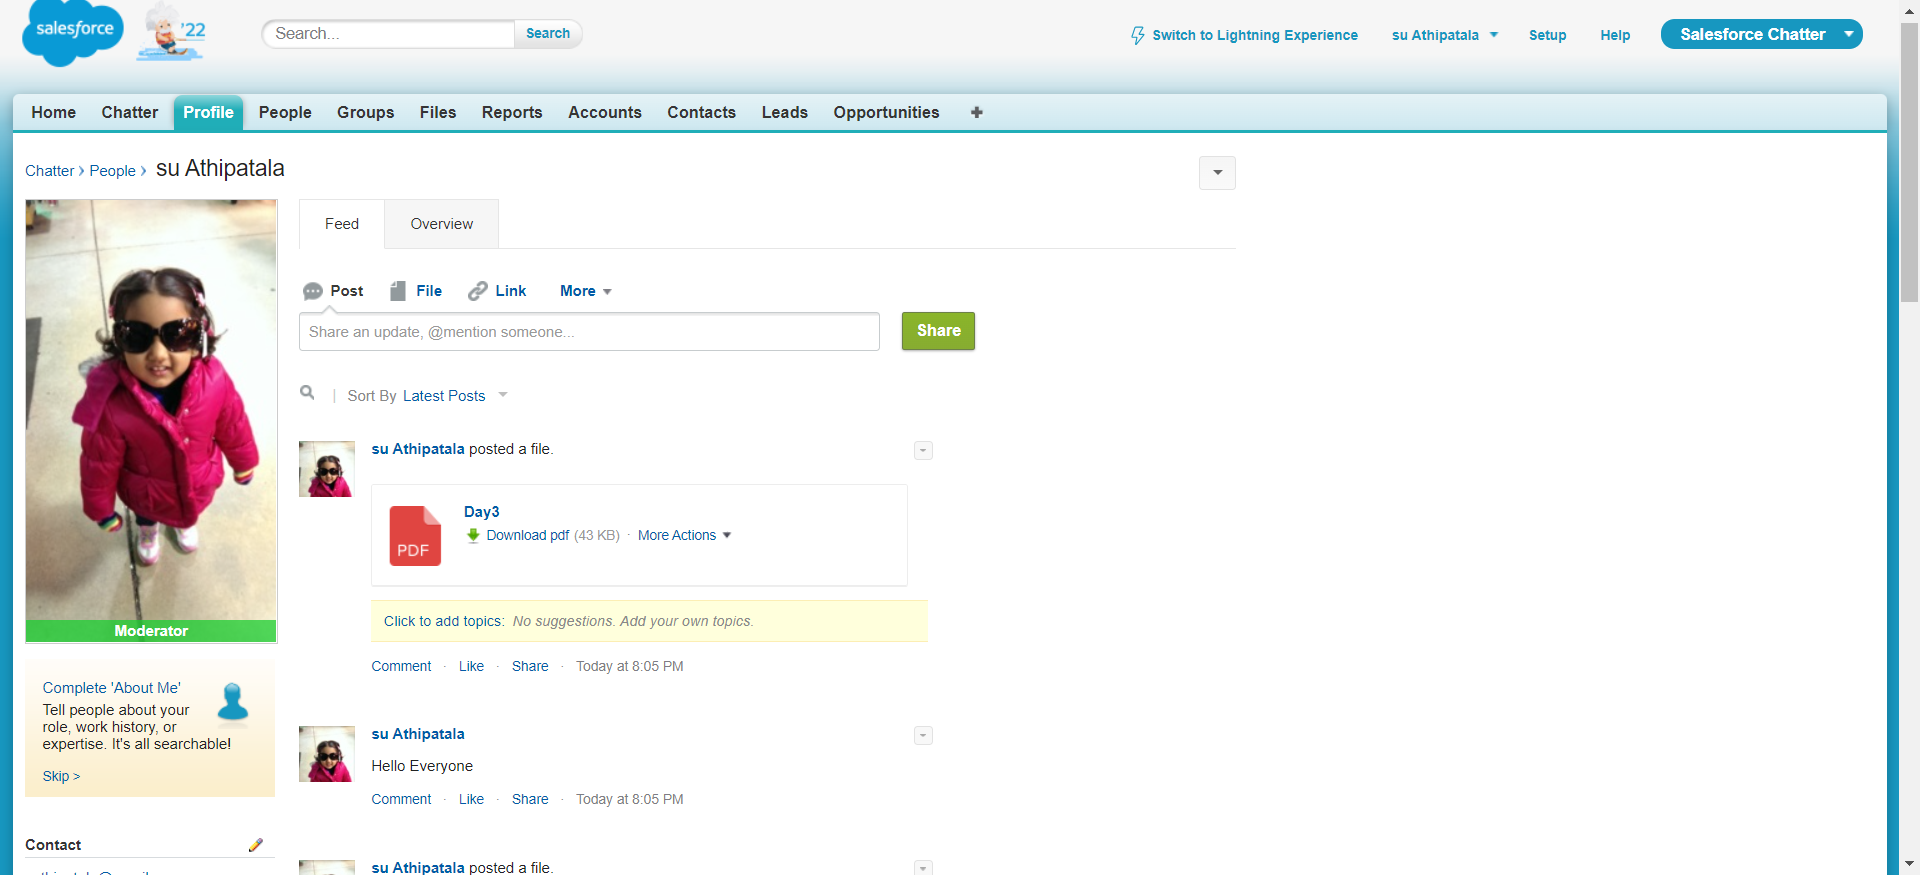 salesforce
'22
Search...
Search
Switch to Lightning Experience
su Athipatala
Setup
Help
Salesforce Chatter
Home
Chatter
Profile
People
Groups
Files
Reports
Accounts
Contacts
Leads
Opportunities
Chatter › People › su Athipatala
Feed
Overview
Post
File
Link
More
Share an update, @mention someone...
Share
| Sort By Latest Posts
su Athipatala posted a file.
PDF
Day3
Download pdf (43 KB) · More Actions
Click to add topics: No suggestions. Add your own topics.
Comment · Like · Share · Today at 8:05 PM
Moderator
Complete 'About Me'
Tell people about your
role, work history, or
expertise. It's all searchable!
Skip >
su Athipatala
Hello Everyone
Comment · Like · Share · Today at 8:05 PM
Contact
su Athipatala posted a file.